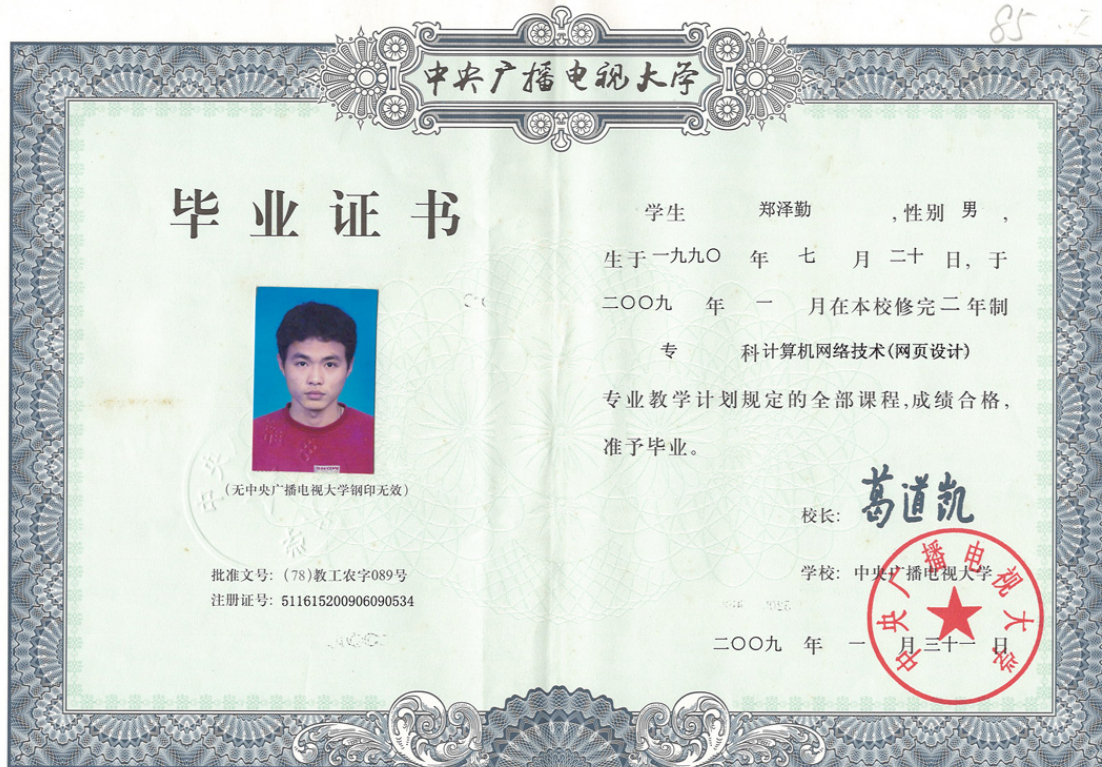 85
中央广播电视大学
毕业证书
(无中央广播电视大学钢印无效)
批准文号:(78)教工农字089号
注册证号:511615200906090534
学生 郑泽勤 ,性别 男 ,
生于一九九〇 年 七 月 二十 日, 于
二〇〇九 年 一 月在本校修完二年制
专 科计算机网络技术(网页设计)
专业教学计划规定的全部课程,成绩合格,
准予毕业。
校长: 葛道凯
学校: 中央广播电视大学
二〇〇九 年 一 月三十一日
中央广播电视大学